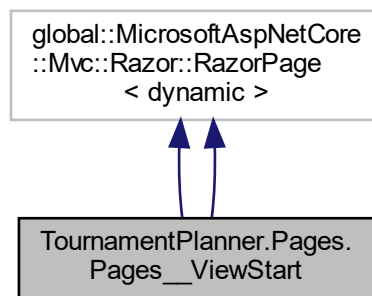 global::MicrosoftAspNetCore
::Mvc::Razor::RazorPage
< dynamic >
TournamentPlanner.Pages.
Pages__ViewStart